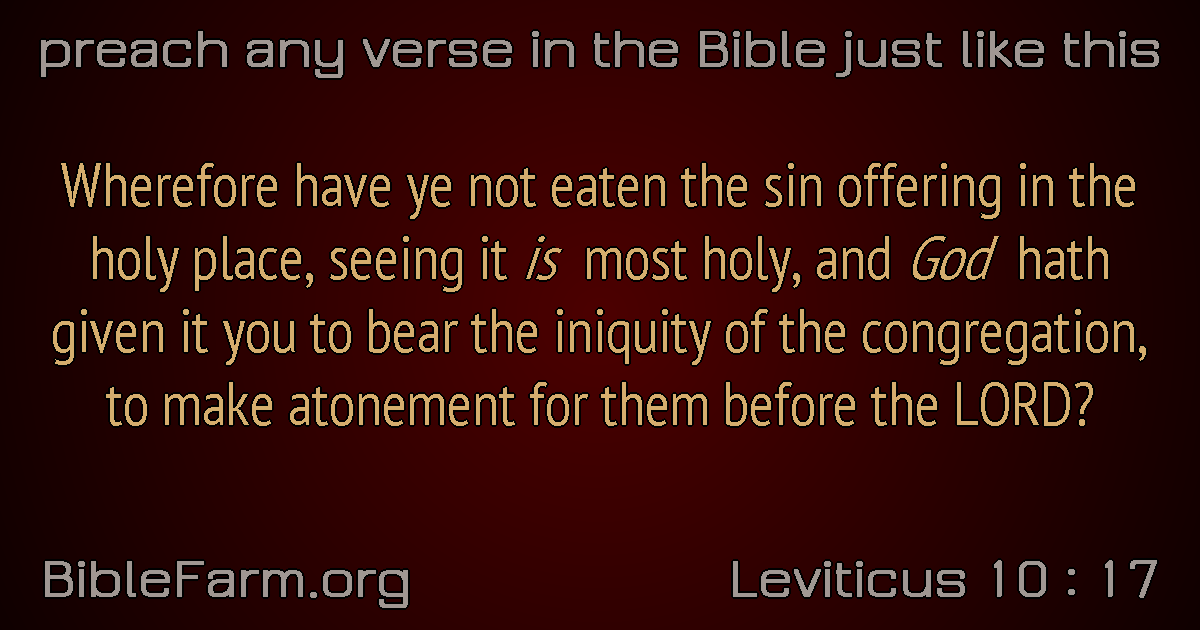 preach any verse in the Bible just like this
Wherefore have ye not eaten the sin offering in the
holy place, seeing it is most holy, and God hath
given it you to bear the iniquity of the congregation,
to make atonement for them before the LORD?
BibleFarm.org
Leviticus 10 : 17